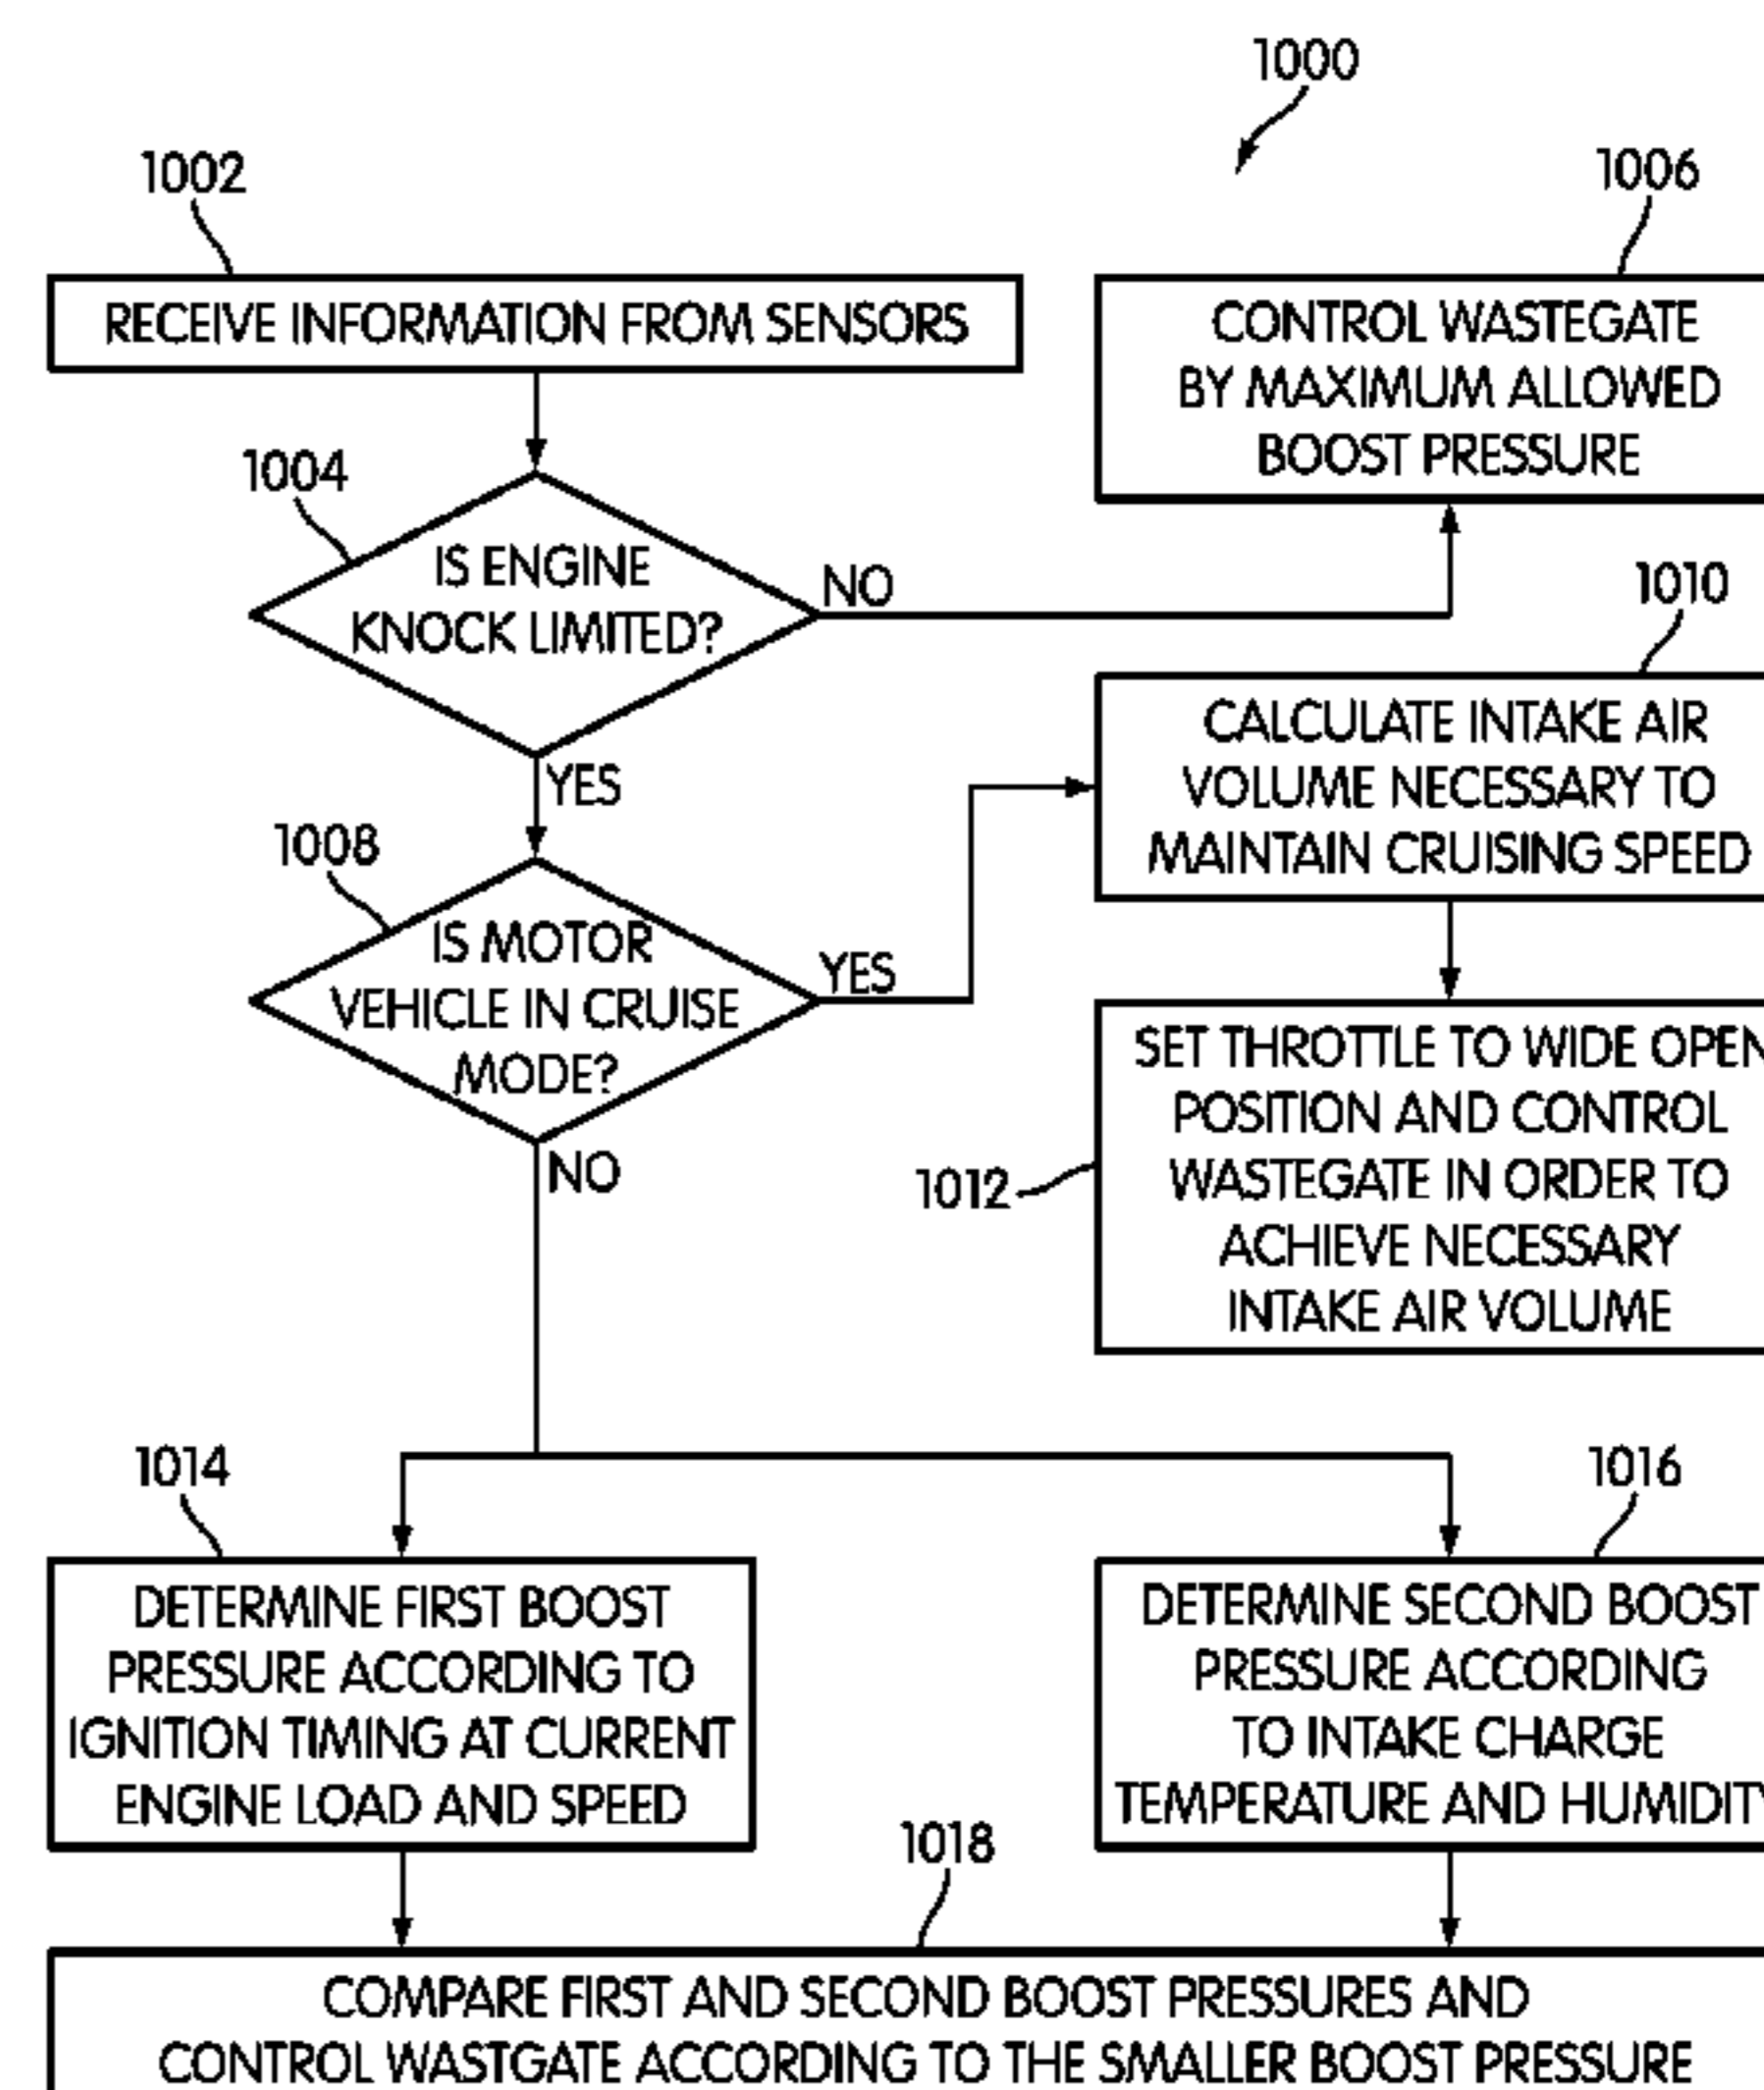 1000
1002
RECEIVE INFORMATION FROM SENSORS
1006
CONTROL WASTEGATE
BY MAXIMUM ALLOWED
BOOST PRESSURE
1004
IS ENGINE
KNOCK LIMITED?
NO
YES
1010
CALCULATE INTAKE AIR
VOLUME NECESSARY TO
MAINTAIN CRUISING SPEED
1008
IS MOTOR
VEHICLE IN CRUISE
MODE?
YES
NO
1012
SET THROTTLE TO WIDE OPEN
POSITION AND CONTROL
WASTEGATE IN ORDER TO
ACHIEVE NECESSARY
INTAKE AIR VOLUME
1014
DETERMINE FIRST BOOST
PRESSURE ACCORDING TO
IGNITION TIMING AT CURRENT
ENGINE LOAD AND SPEED
1016
DETERMINE SECOND BOOST
PRESSURE ACCORDING
TO INTAKE CHARGE
TEMPERATURE AND HUMIDITY
1018
COMPARE FIRST AND SECOND BOOST PRESSURES AND
CONTROL WASTGATE ACCORDING TO THE SMALLER BOOST PRESSURE